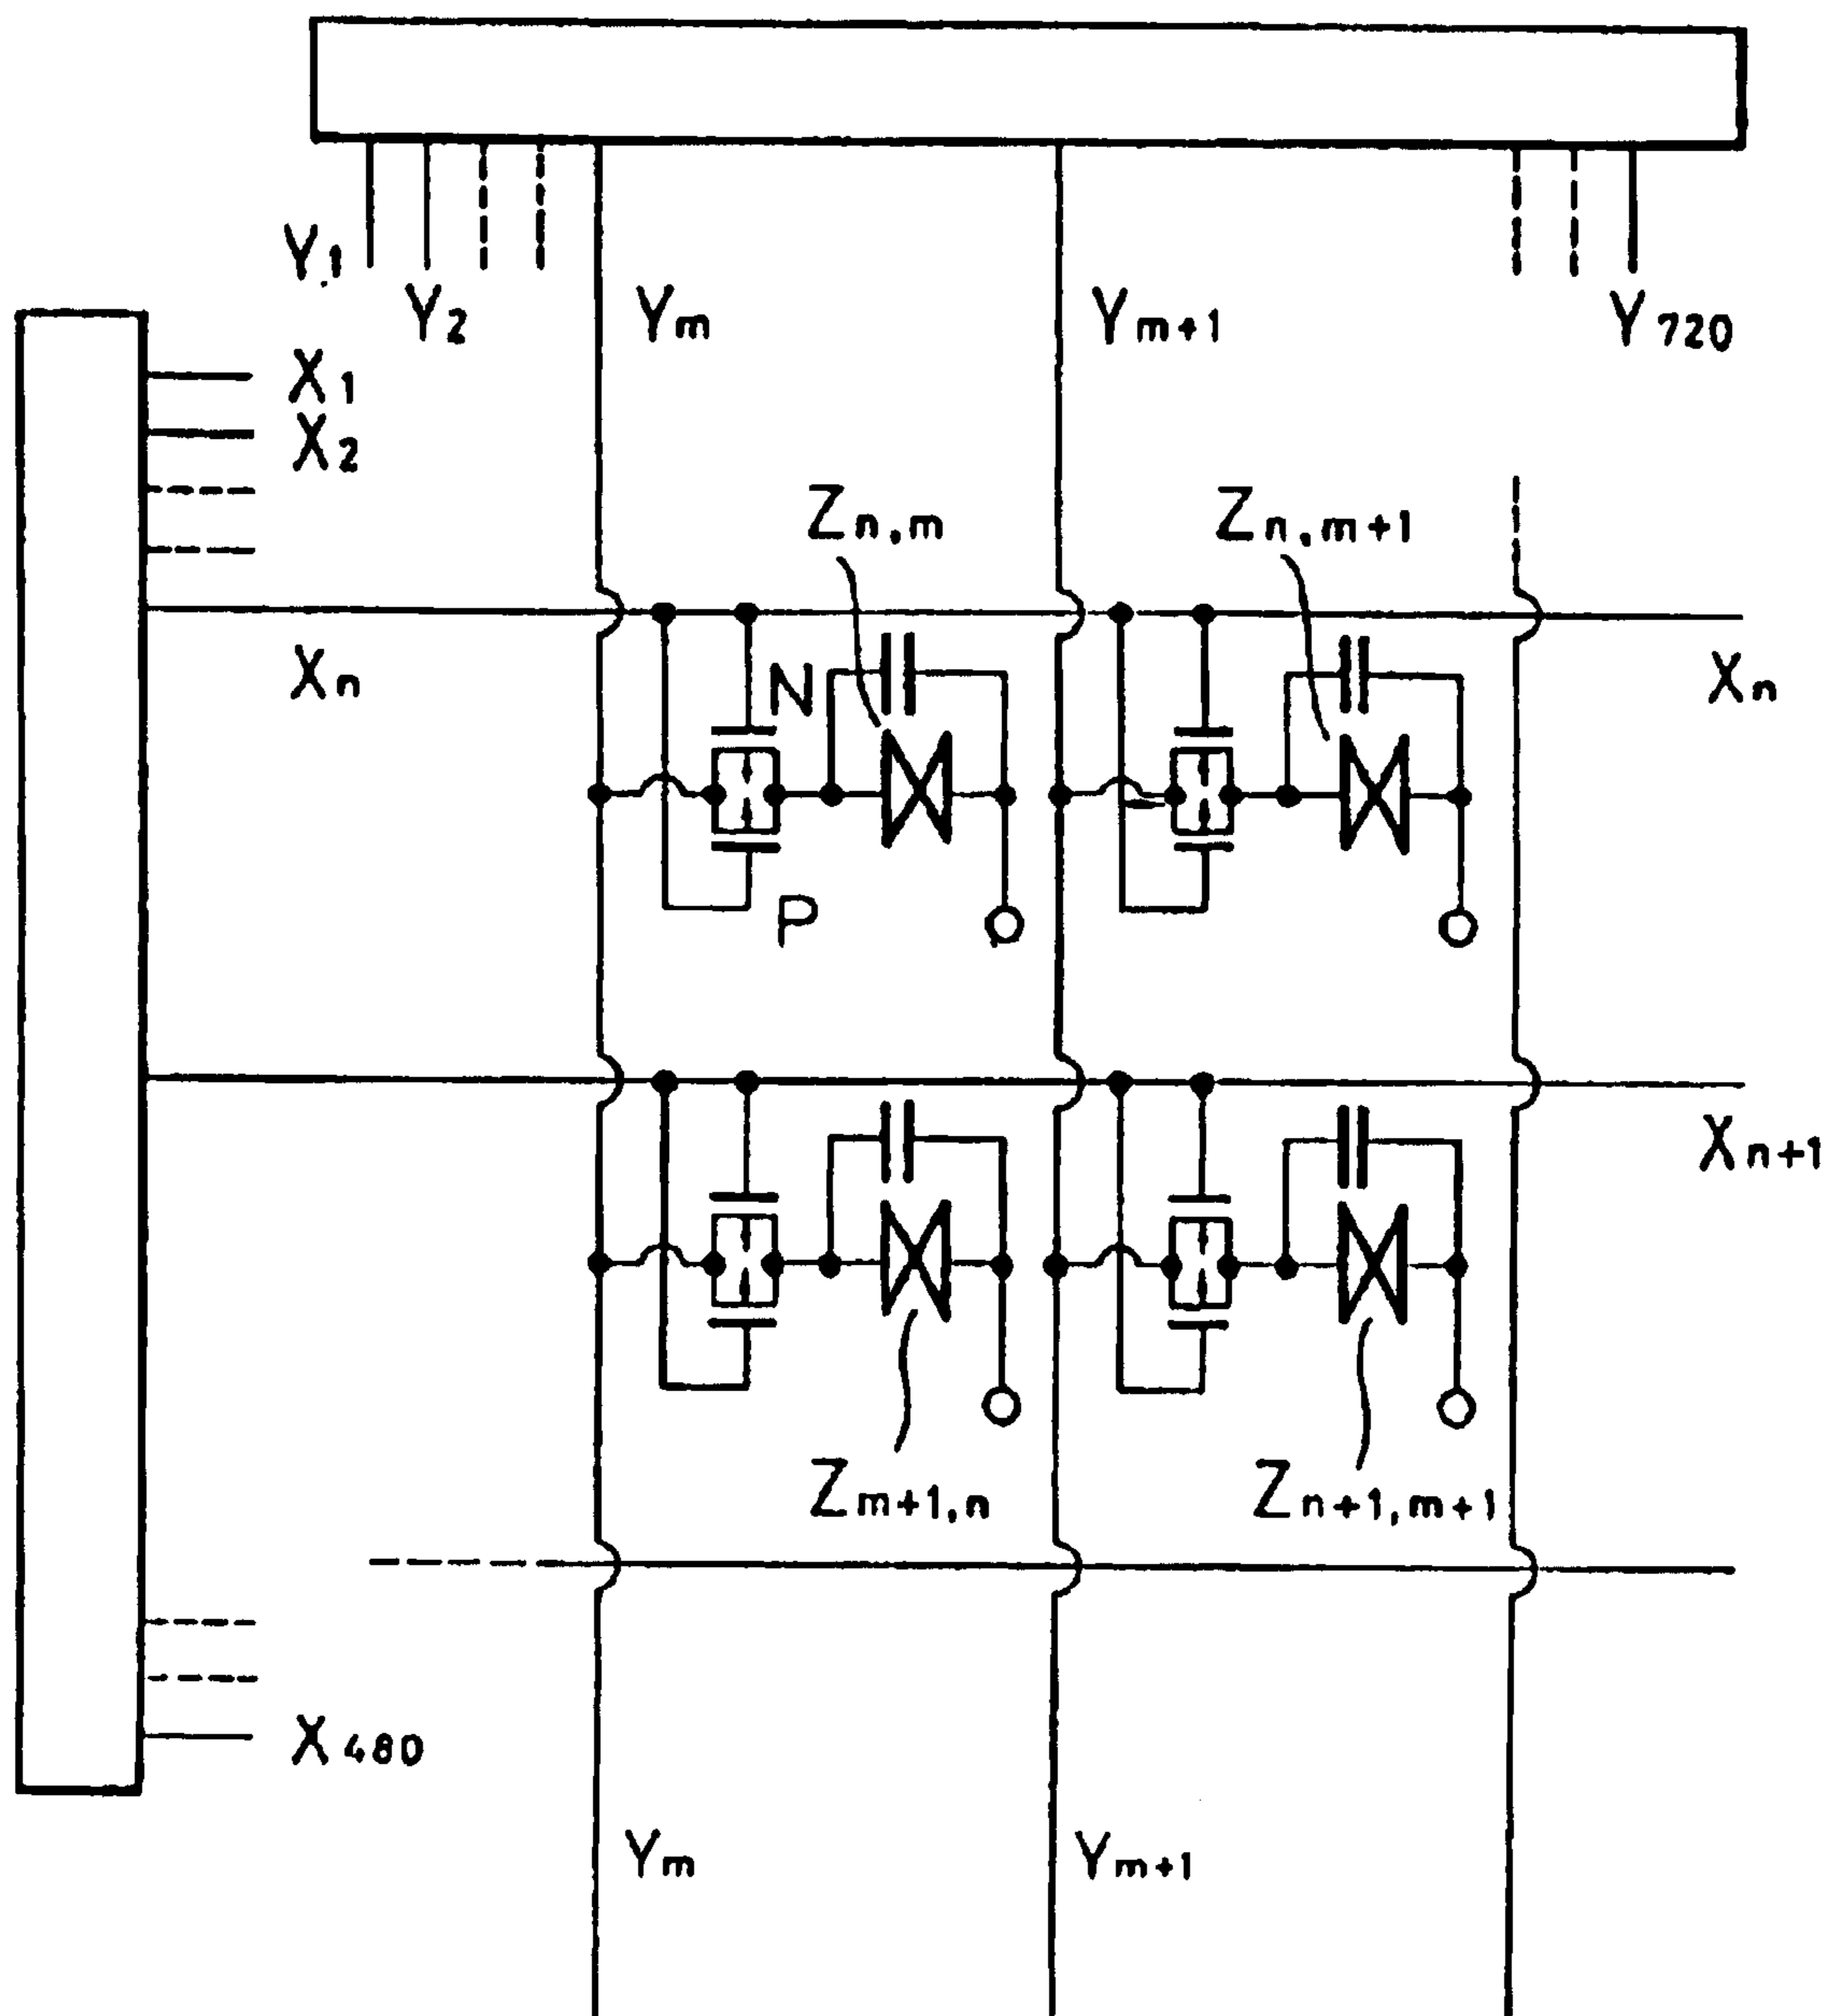 Y1
Y2
Ym
Ym+1
Y720
X1
X2
Zn,m
Zn,m+1
Xn
N
Xn
P
Xn+1
Zm+1,n
Zn+1,m+1
X480
Ym
Ym+1